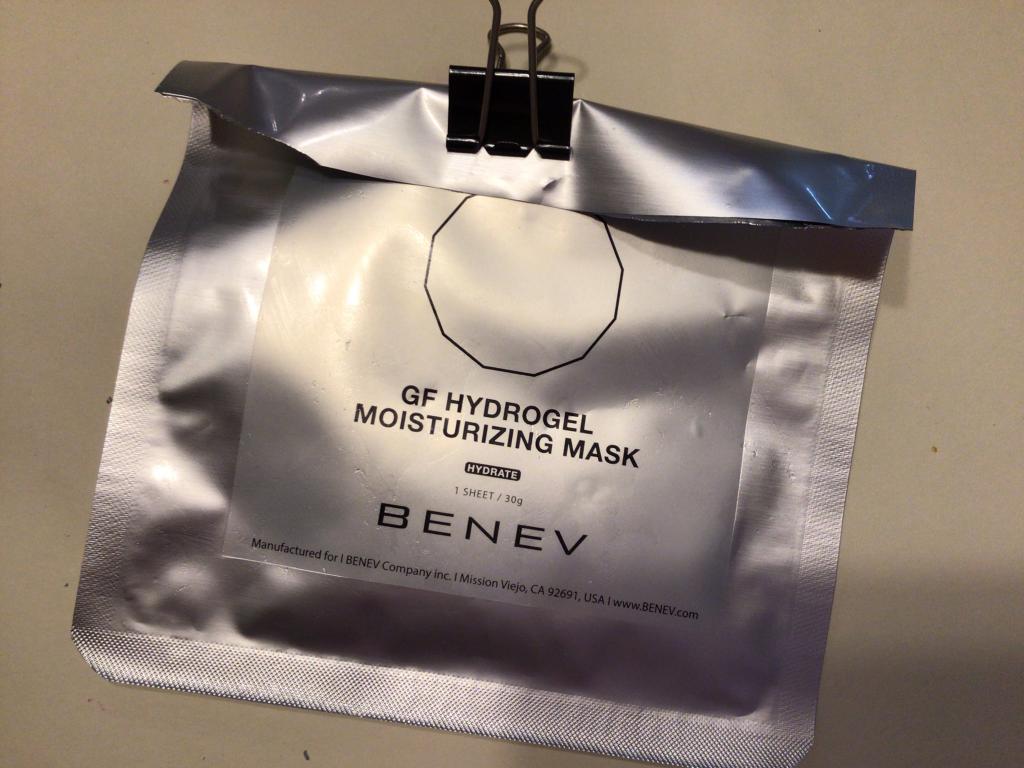 GF HYDROGEL
MOISTURIZING MASK
HYDRATE
1 SHEET / 30g
BENEV
Manufactured for I BENEV Company inc. I Mission Viejo, CA 92691, USA I www.BENEV.com